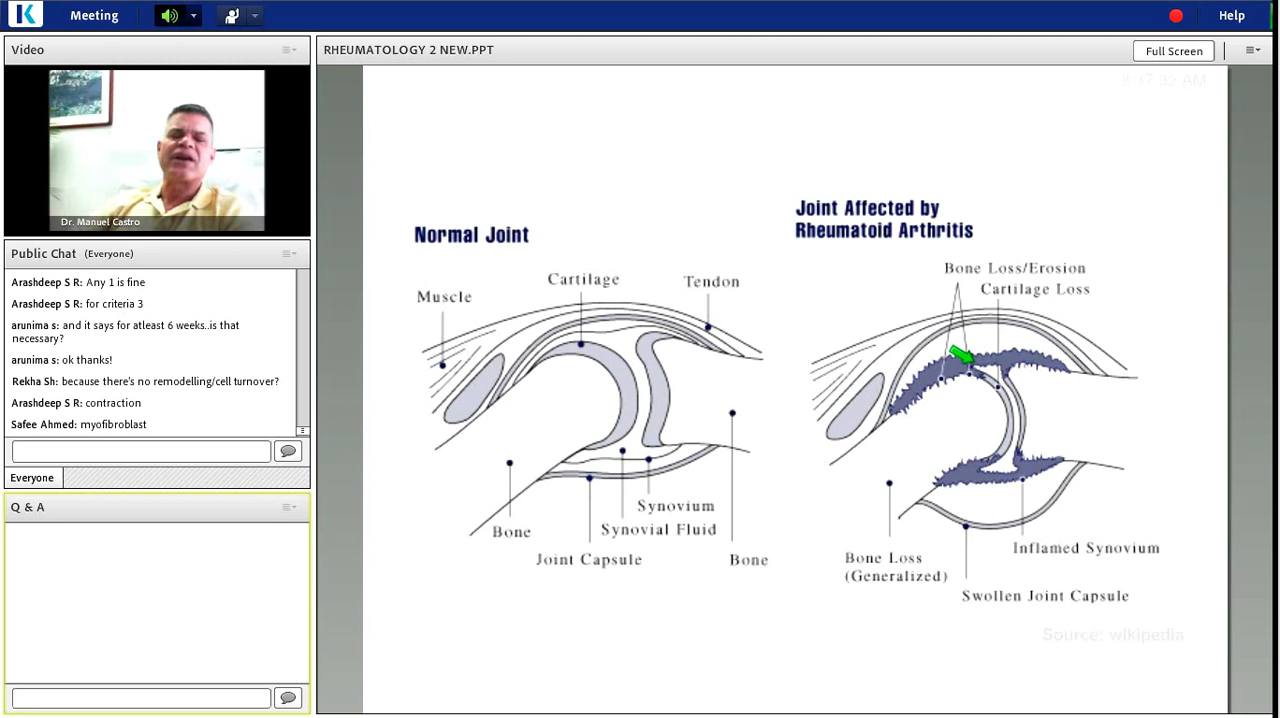 K
Meeting
Help
Video
Dr. Manuel Castro
Public Chat (Everyone)
Arashdeep S R: Any 1 is fine
Arashdeep S R: for criteria 3
arunima s: and it says for atleast 6 weeks..is that
necessary?
arunima s: ok thanks!
Rekha Sh: because there's no remodelling/cell turnover?
Arashdeep S R: contraction
Safee Ahmed: myofibroblast
Everyone
Q & A
RHEUMATOLOGY 2 NEW.PPT
Full Screen
Normal Joint
Muscle
Cartilage
Tendon
Bone
Joint Capsule
Synovial Fluid
Synovium
Bone
Joint Affected by
Rheumatoid Arthritis
Bone Loss/Erosion
Cartilage Loss
Bone Loss
(Generalized)
Swollen Joint Capsule
Inflamed Synovium
Source: wikipedia